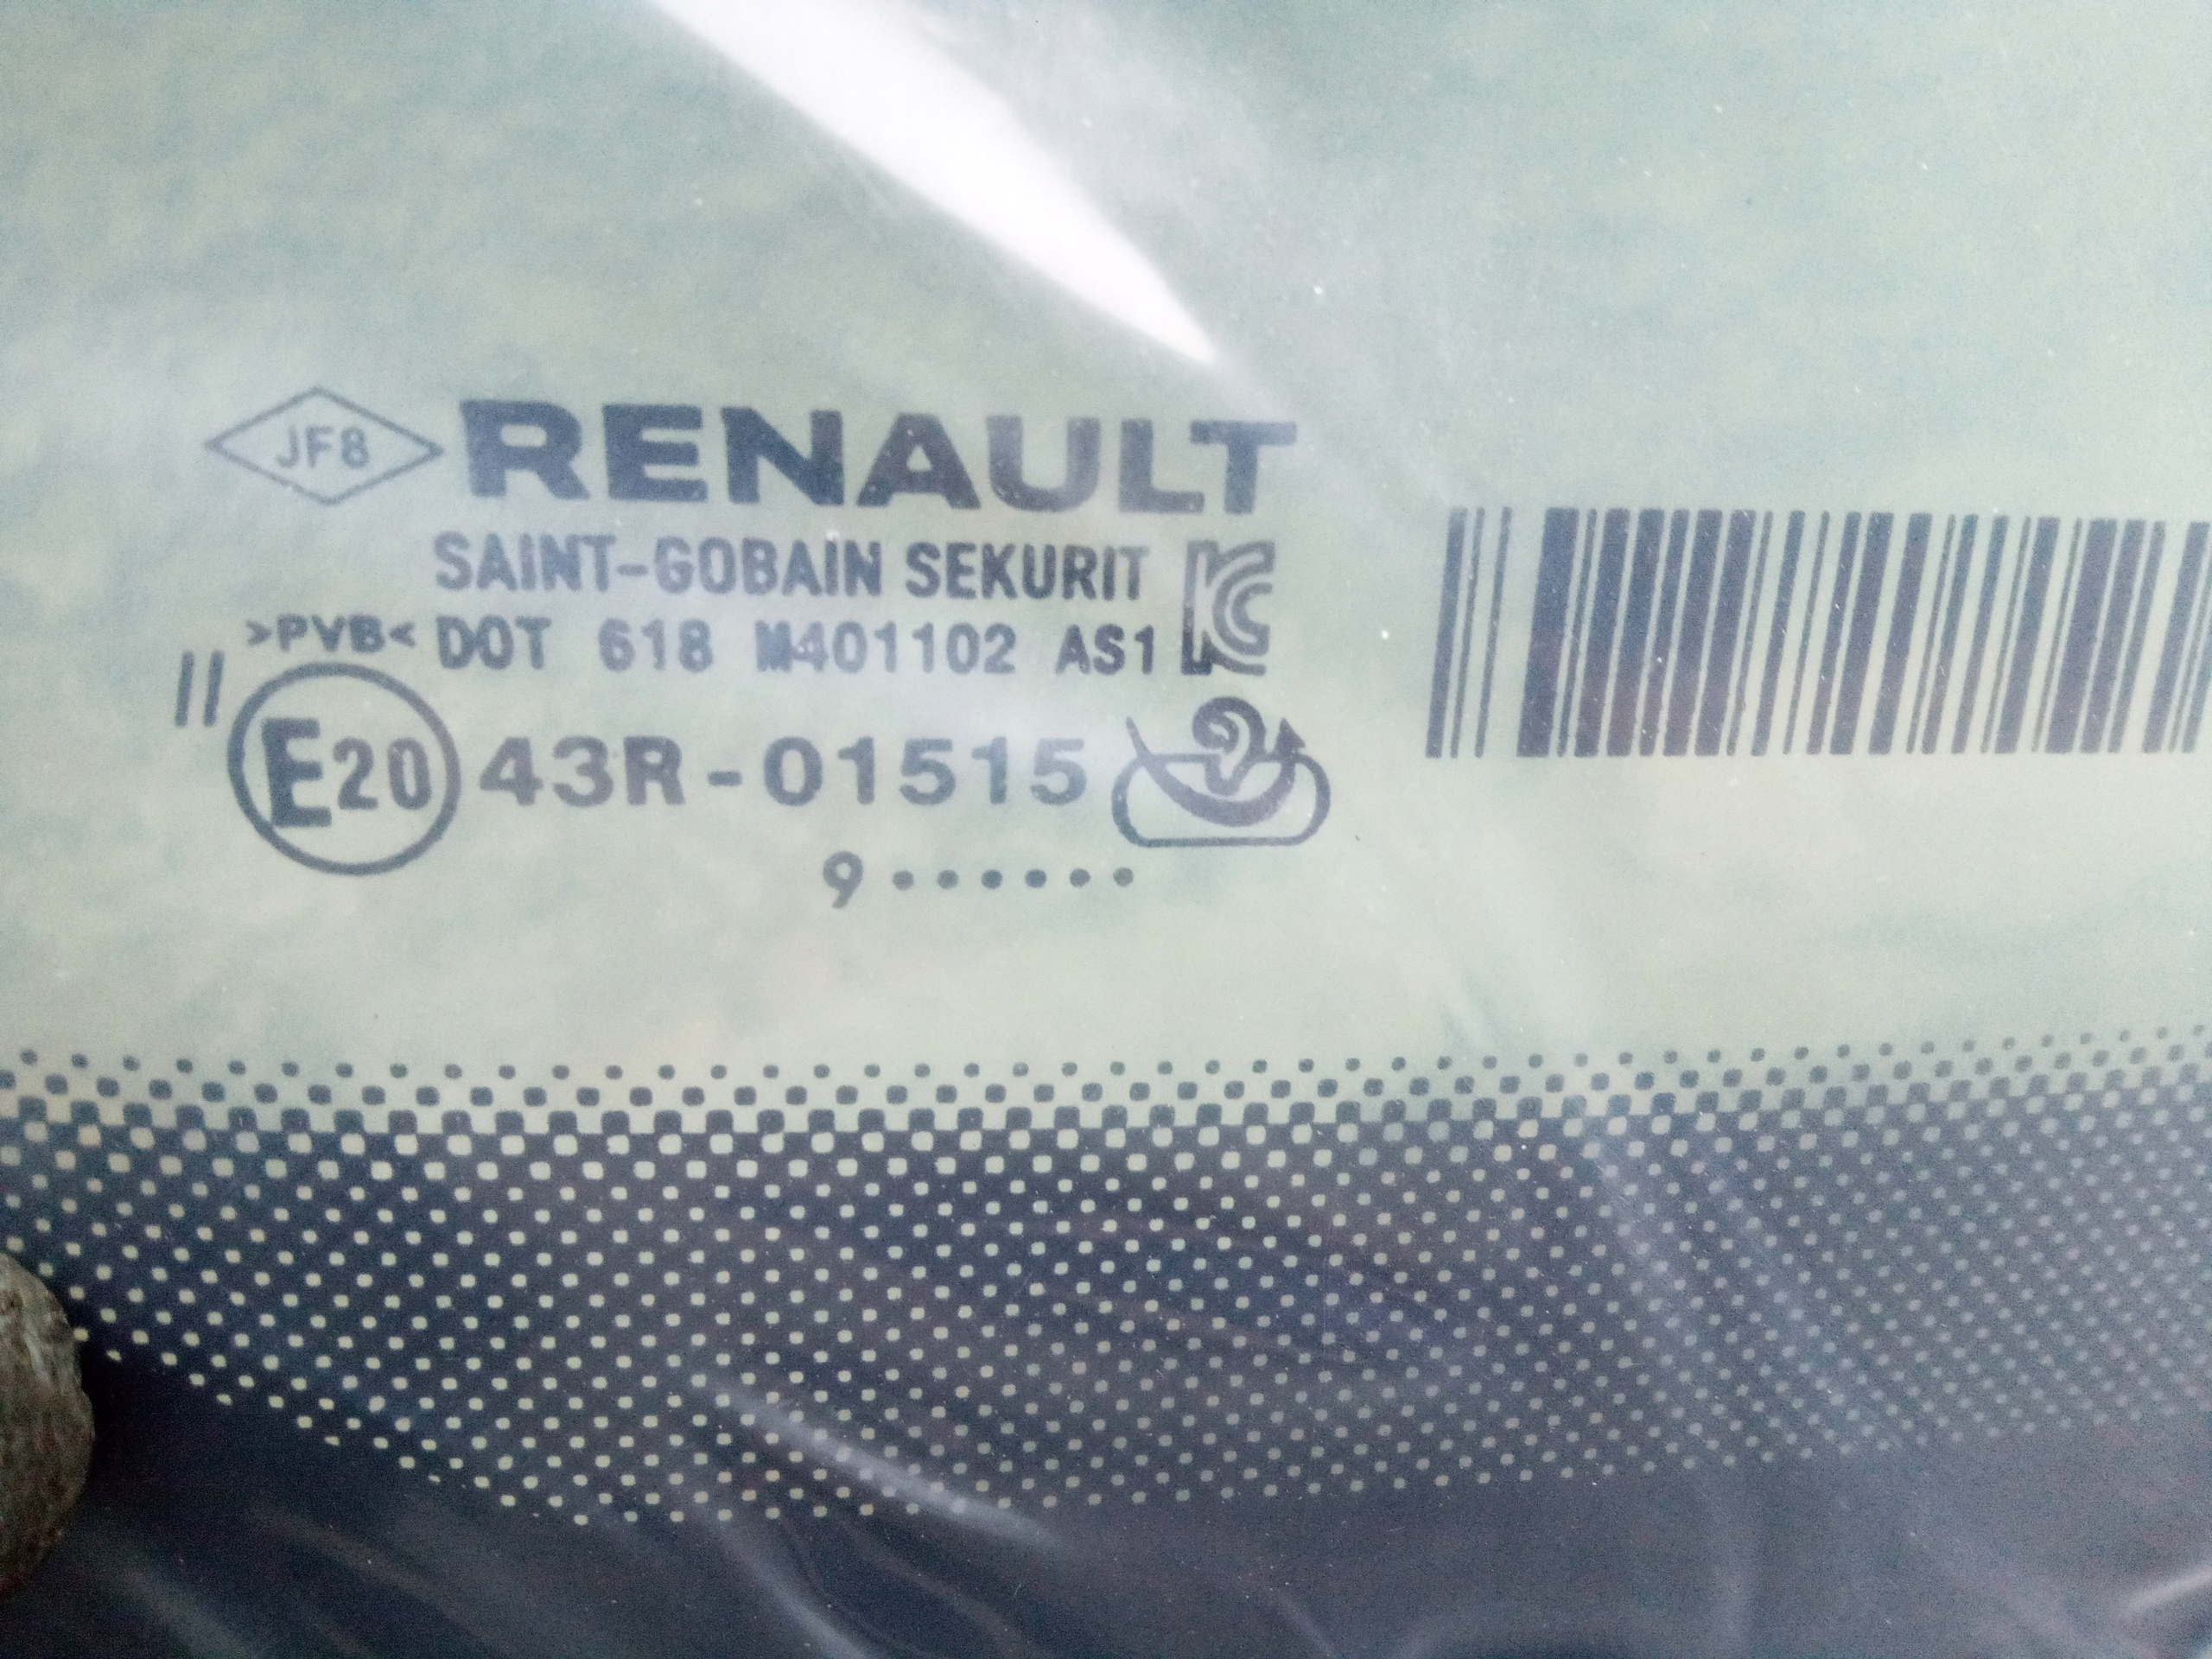 JF8 RENAULT
SAINT-GOBAIN SEKURIT
>PVB< DOT 618 M401102 AS1
II E20 43R-01515
9 ••••••